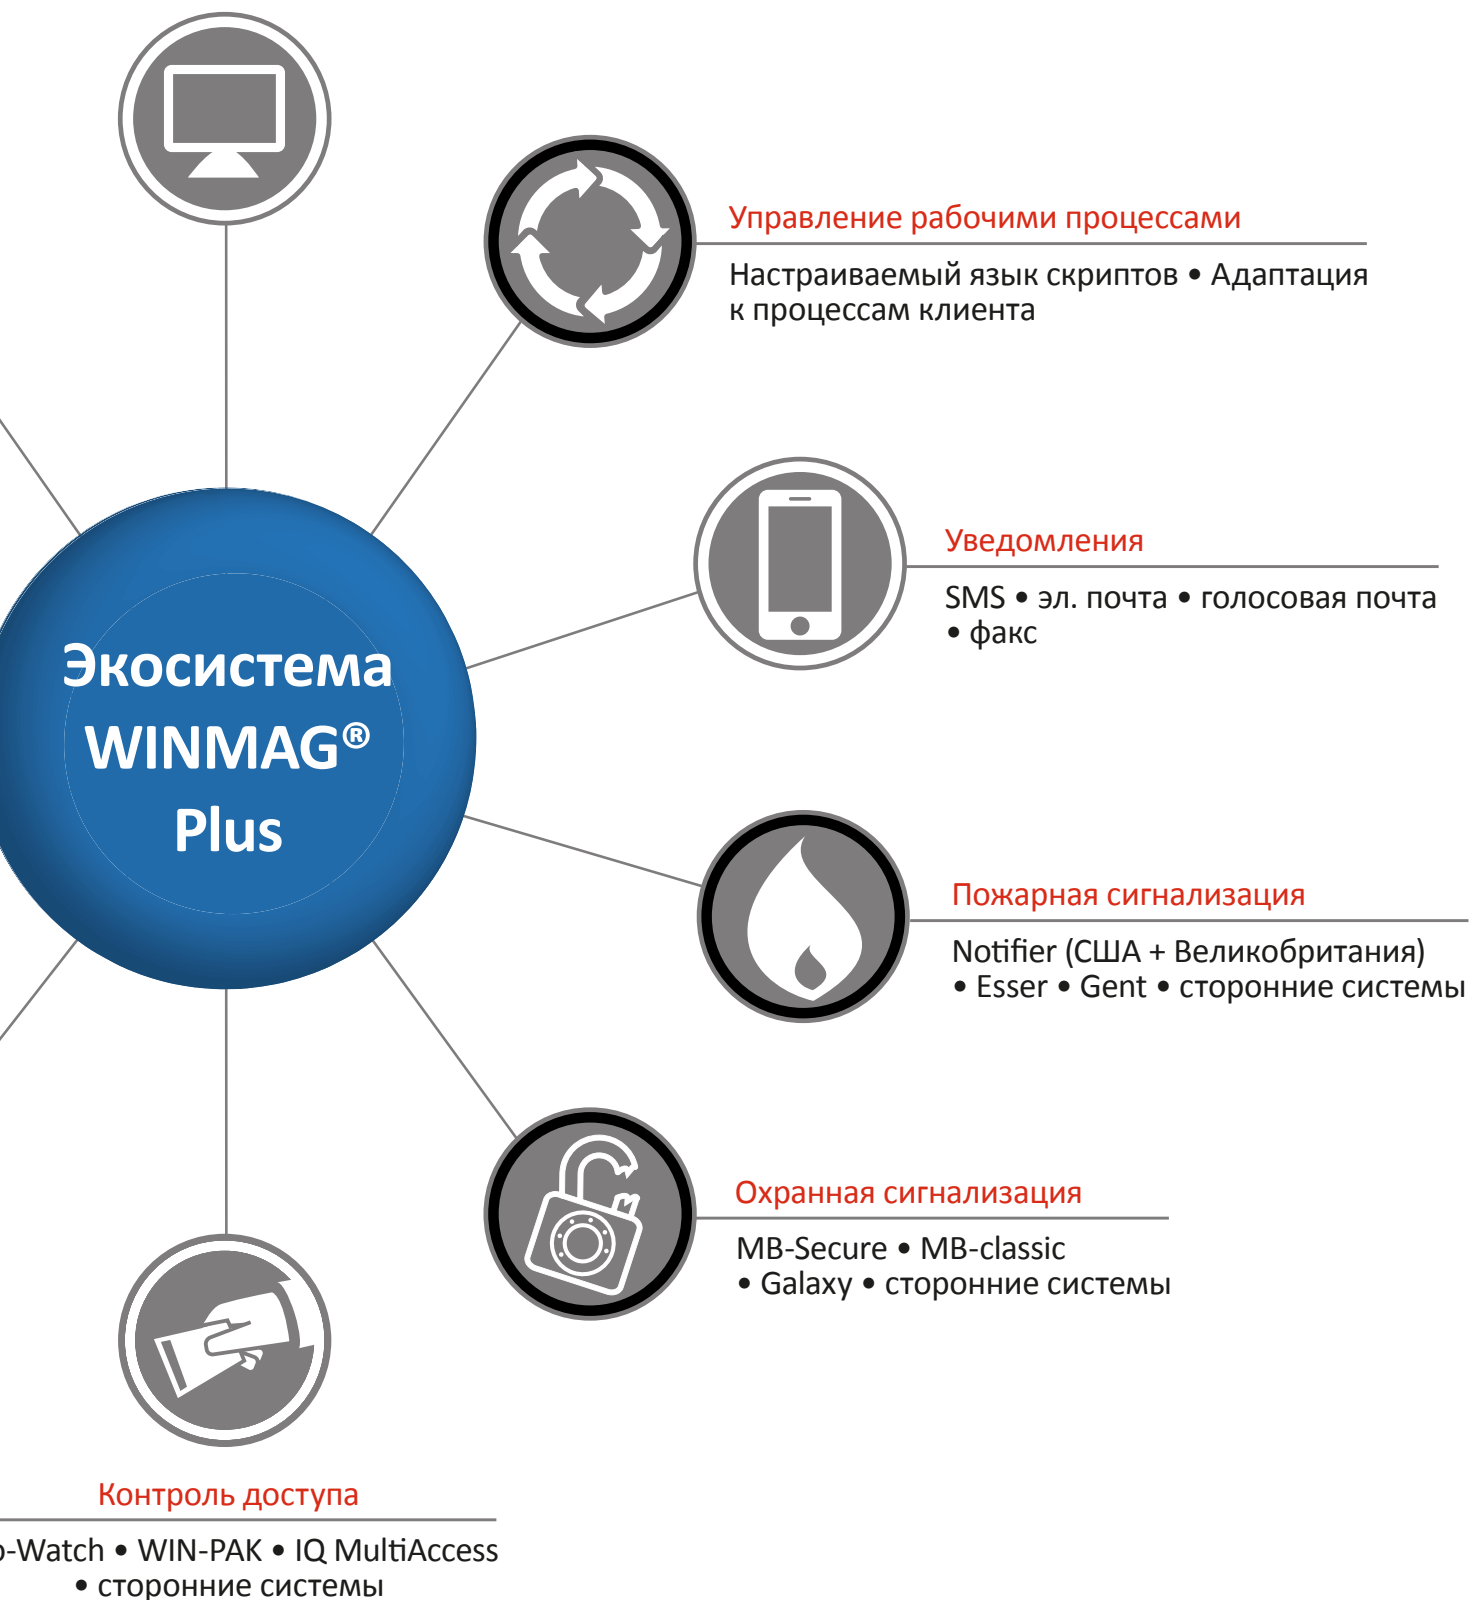 Управление рабочими процессами
Настраиваемый язык скриптов • Адаптация
к процессам клиента
Уведомления
SMS • эл. почта • голосовая почта
• факс
Экосистема
WINMAG®
Plus
Пожарная сигнализация
Notifier (США + Великобритания)
• Esser • Gent • сторонние системы
Охранная сигнализация
MB-Secure • MB-classic
• Galaxy • сторонние системы
Контроль доступа
o-Watch • WIN-PAK • IQ MultiAccess
• сторонние системы